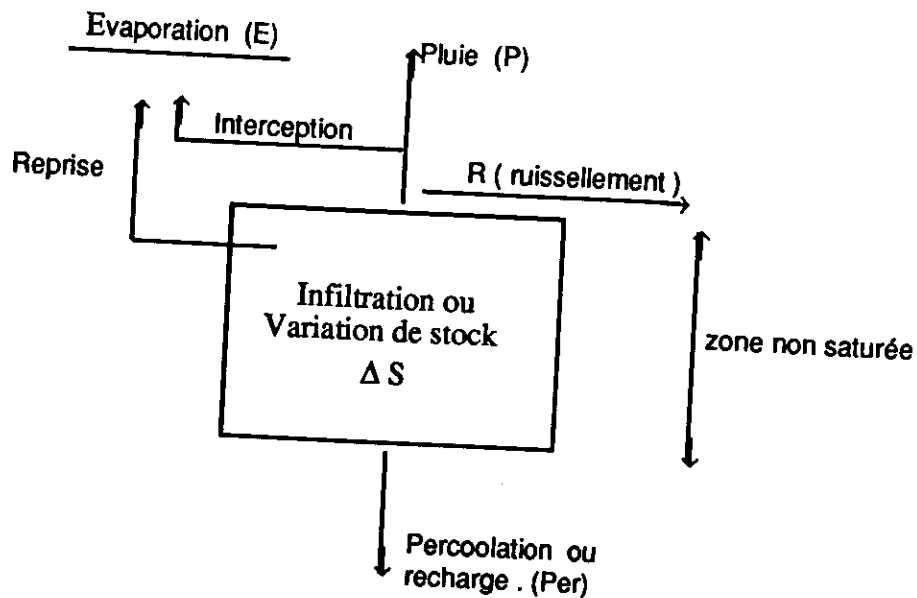 Evaporation (E)
Pluie (P)
Interception
Reprise
R ( ruissellement )
Infiltration ou
Variation de stock
Δ S
zone non saturée
Percoolation ou
recharge . (Per)